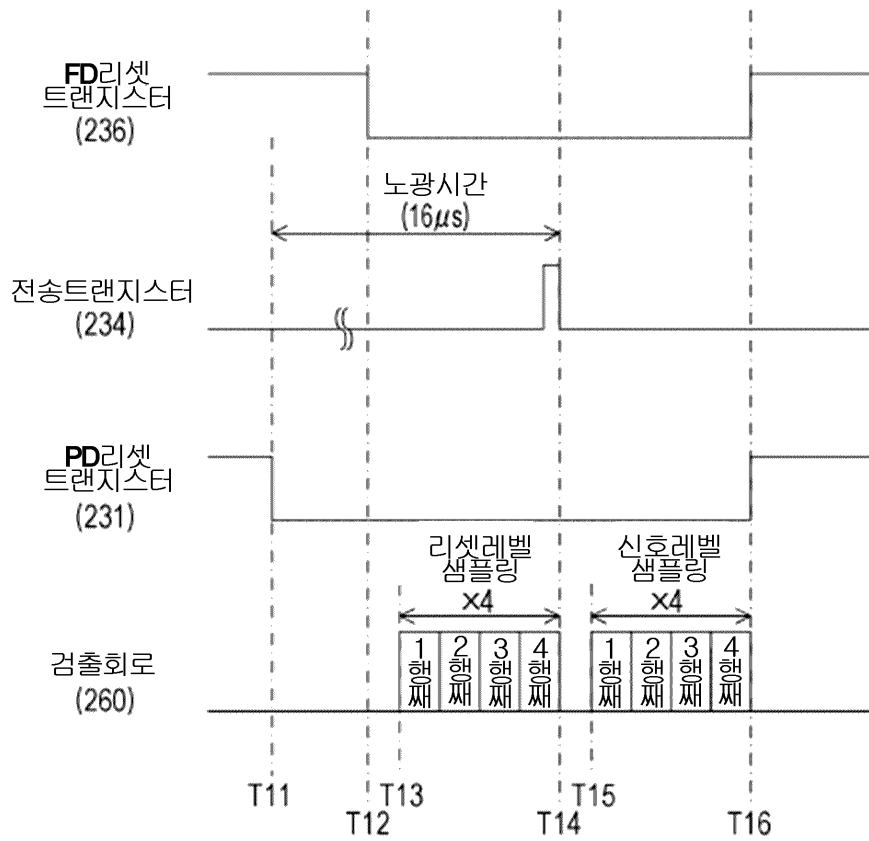 FD리셋
트랜지스터
(236)
노광시간
(16μs)
전송트랜지스터
(234)
PD리셋
트랜지스터
(231)
리셋레벨
샘플링
×4
신호레벨
샘플링
×4
검출회로
(260)
1행째
2행째
3행째
4행째
1행째
2행째
3행째
4행째
T11
T12
T13
T14
T15
T16